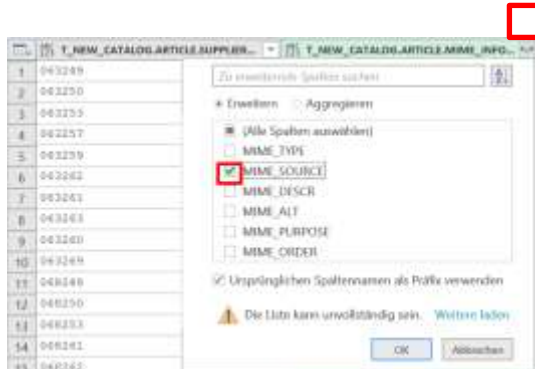 T_NEW_CATALOG.ARTICLE.SUPPLIER... T_NEW_CATALOG.ARTICLE.MIME_INFO...
1 063249
2 063250
3 063253
4 063257
5 063259
6 063262
7 063261
8 063263
9 063260
10 063269
11 068248
12 068250
13 068253
14 068261
15 068262
Zu erweiternde Spalten suchen
Erweitern Aggregieren
(Alle Spalten auswählen)
MIME_TYPE
MIME_SOURCE
MIME_DESCR
MIME_ALT
MIME_PURPOSE
MIME_ORDER
Ursprünglichen Spaltennamen als Präfix verwenden
Die Liste kann unvollständig sein. Weitere laden
OK Abbrechen